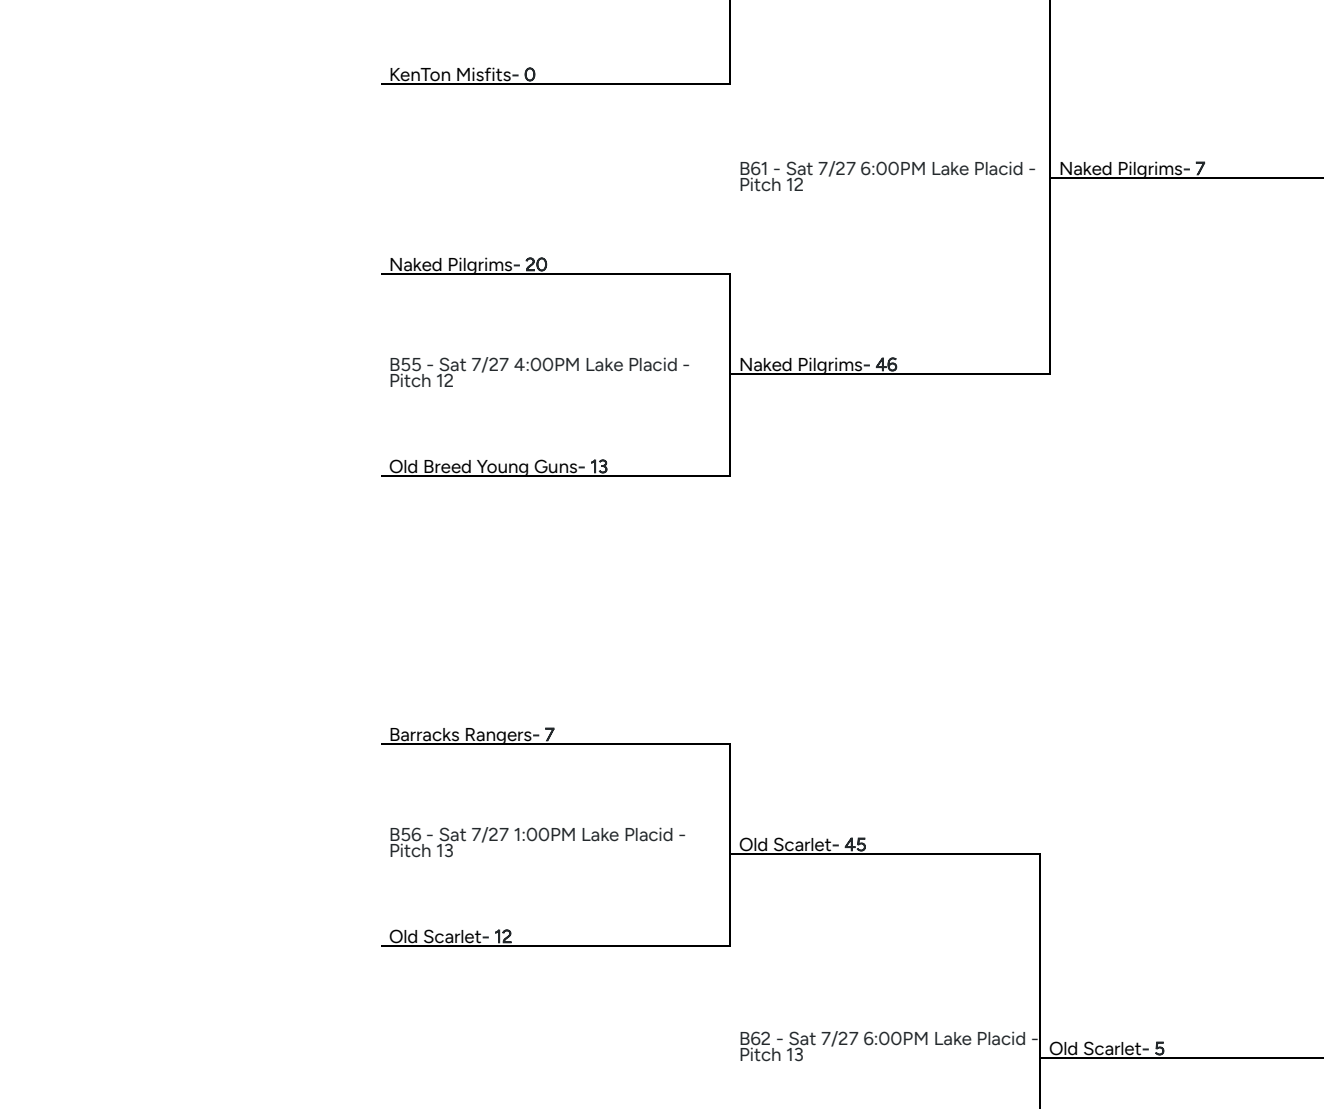 KenTon Misfits- 0
B61 - Sat 7/27 6:00PM Lake Placid -
Pitch 12
Naked Pilgrims- 7
Naked Pilgrims- 20
B55 - Sat 7/27 4:00PM Lake Placid -
Pitch 12
Naked Pilgrims- 46
Old Breed Young Guns- 13
Barracks Rangers- 7
B56 - Sat 7/27 1:00PM Lake Placid -
Pitch 13
Old Scarlet- 45
Old Scarlet- 12
B62 - Sat 7/27 6:00PM Lake Placid -
Pitch 13
Old Scarlet- 5